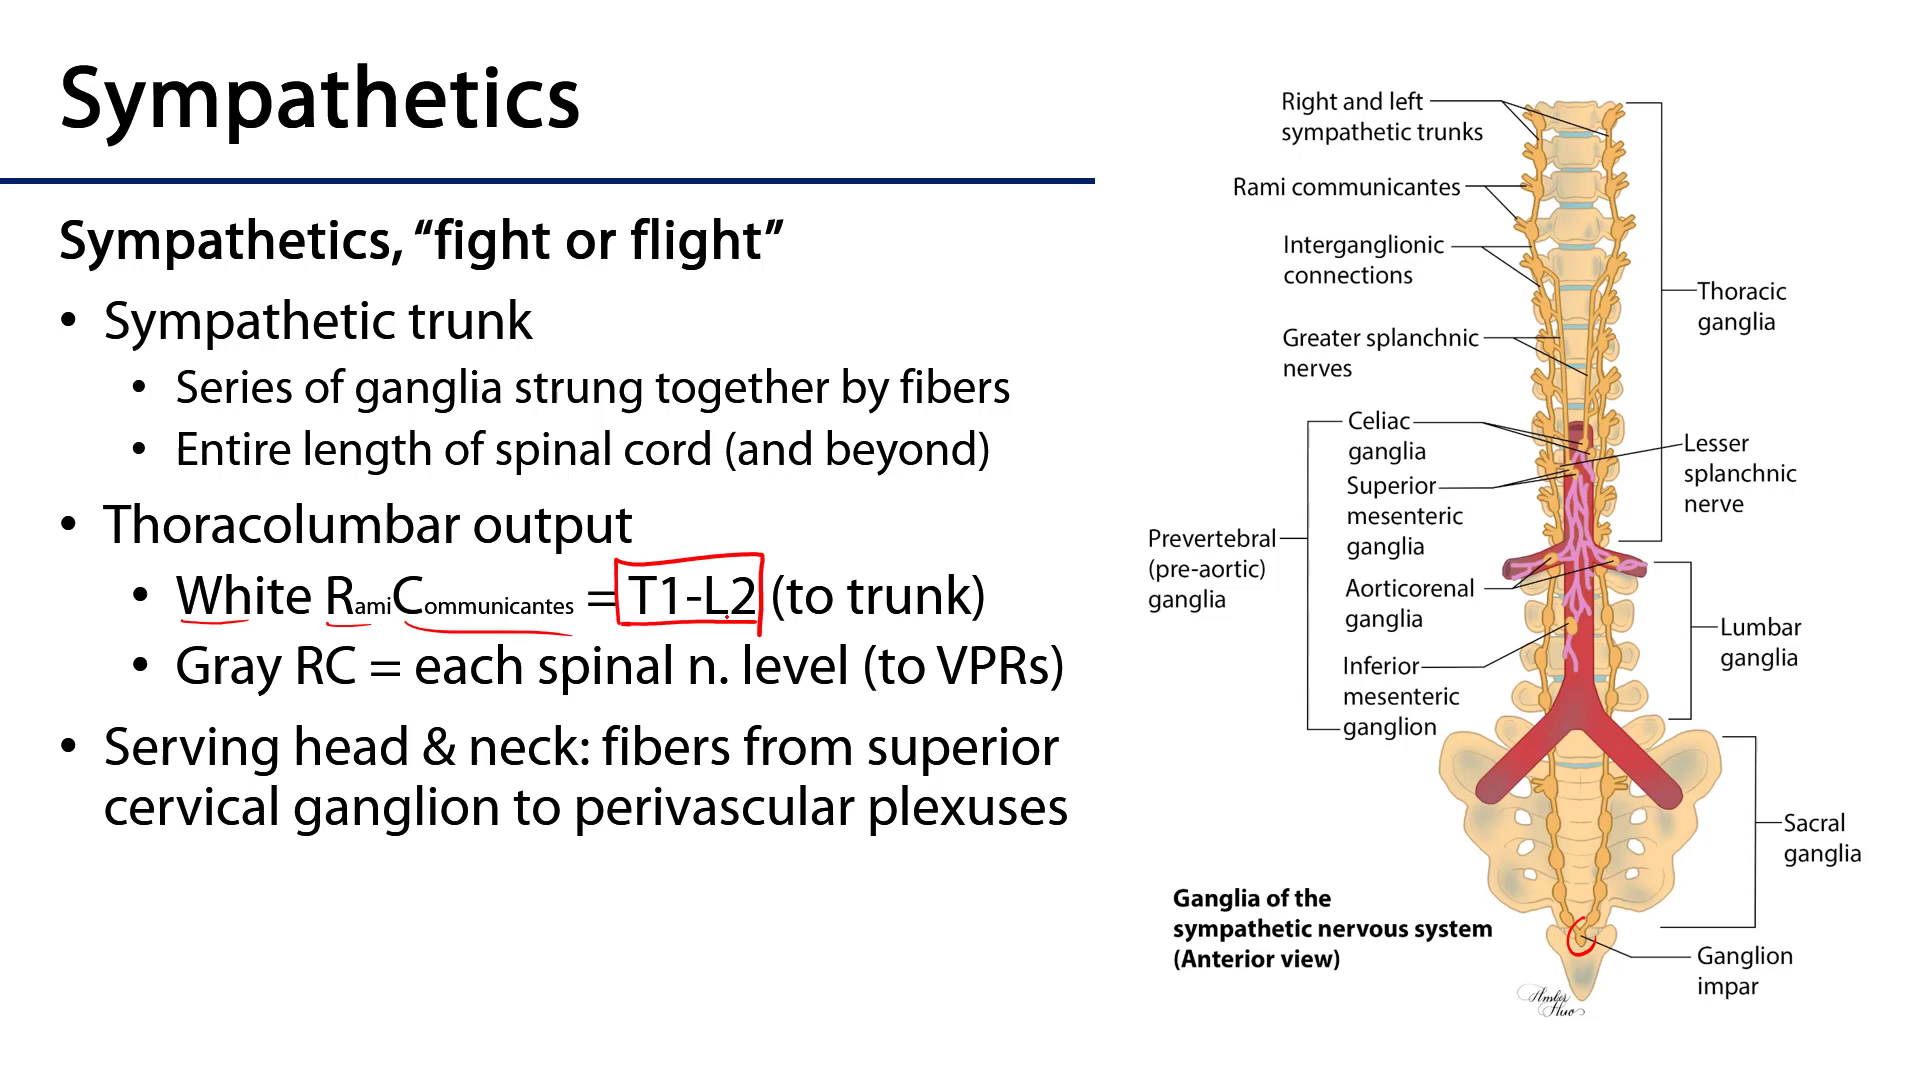 Sympathetics
Sympathetics, “fight or flight”
• Sympathetic trunk
• Series of ganglia strung together by fibers
• Entire length of spinal cord (and beyond)
• Thoracolumbar output
• White RamiCommunicantes = T1-L2 (to trunk)
• Gray RC = each spinal n. level (to VPRs)
• Serving head & neck: fibers from superior
cervical ganglion to perivascular plexuses
Right and left
sympathetic trunks
Rami communicantes
Interganglionic
connections
Greater splanchnic
nerves
Celiac
ganglia
Superior
mesenteric
ganglia
Prevertebral
(pre-aortic)
ganglia
Aorticorenal
ganglia
Inferior
mesenteric
ganglion
Thoracic
ganglia
Lesser
splanchnic
nerve
Lumbar
ganglia
Sacral
ganglia
Ganglion
impar
Ganglia of the
sympathetic nervous system
(Anterior view)
Amber
Huo